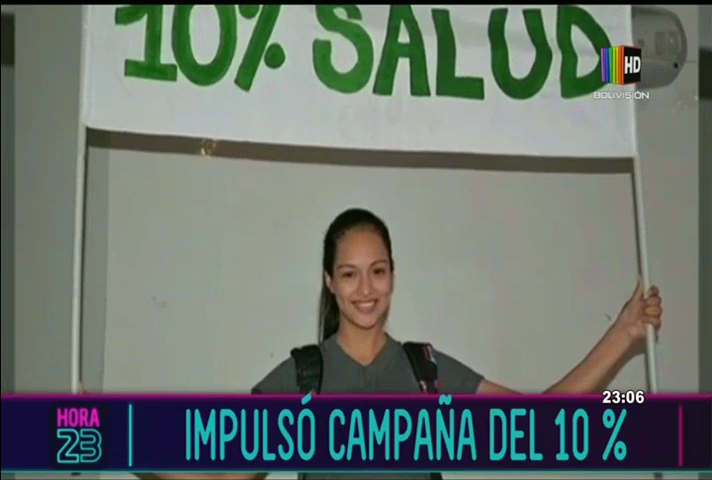 10% SALUD
HD
BOLIVISIÓN
23:06
HORA
23
IMPULSÓ CAMPAÑA DEL 10 %